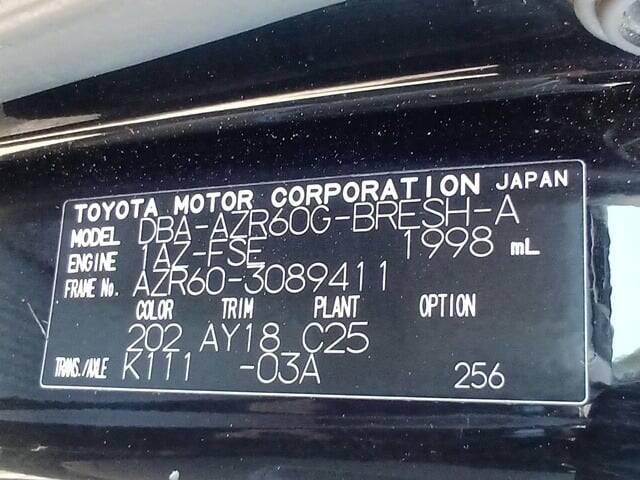 TOYOTA MOTOR CORPORATION JAPAN
MODEL DBA-AZR60G-BRESH-A
ENGINE 1AZ-FSE 1998 mL
FRAME No. AZR60-3089411
COLOR TRIM PLANT OPTION
202 AY18 C25
TRANS./AXLE K111 -03A 256